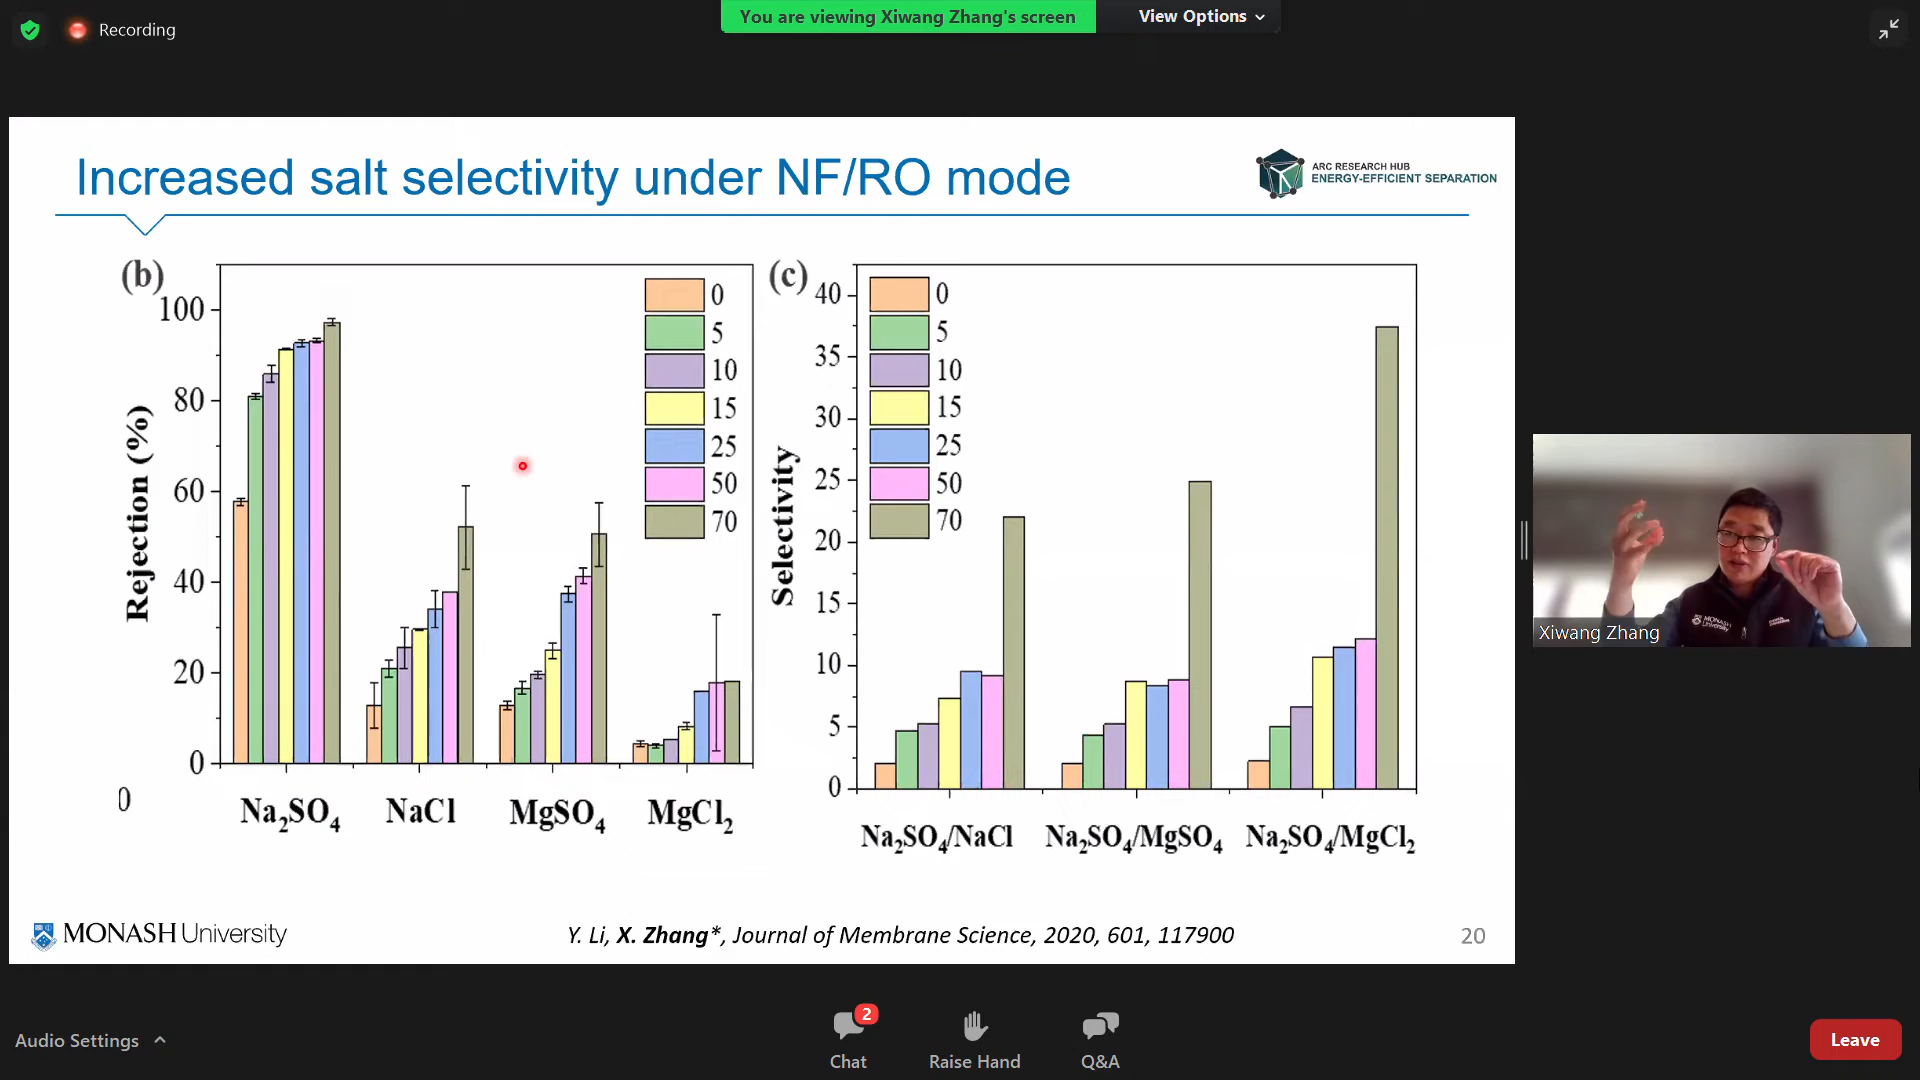 Recording
You are viewing Xiwang Zhang's screen
View Options
Increased salt selectivity under NF/RO mode
ARC RESEARCH HUB
ENERGY-EFFICIENT SEPARATION
(b)
100
80
60
40
20
0
Rejection (%)
0
5
10
15
25
50
70
Na₂SO₄
NaCl
MgSO₄
MgCl₂
0
(c)
40
35
30
25
20
15
10
5
0
Selectivity
0
5
10
15
25
50
70
Na₂SO₄/NaCl
Na₂SO₄/MgSO₄
Na₂SO₄/MgCl₂
MONASH University
Y. Li, X. Zhang*, Journal of Membrane Science, 2020, 601, 117900
20
MONASH
University
Xiwang Zhang
Audio Settings
2
Chat
Raise Hand
Q&A
Leave